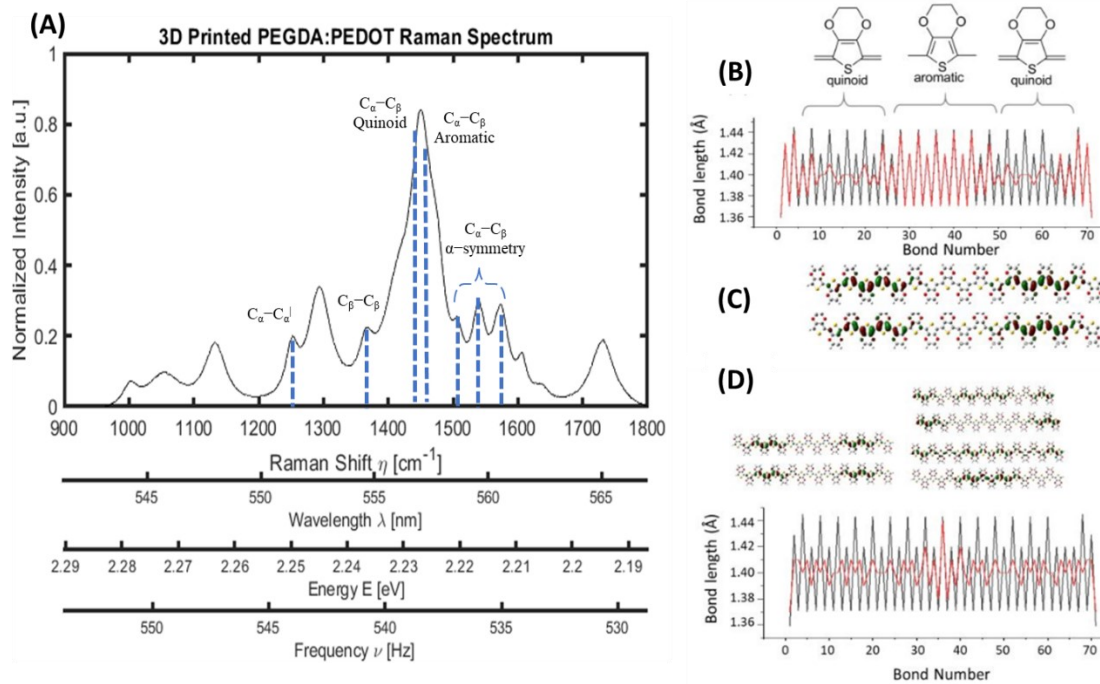 (A)
3D Printed PEGDA:PEDOT Raman Spectrum
Normalized Intensity [a.u.]
1
0.8
0.6
0.4
0.2
0
Cα−Cβ
Quinoid
Cα−Cβ
Aromatic
Cα−Cβ
α−symmetry
Cα−Cα|
Cβ−Cβ
900 1000 1100 1200 1300 1400 1500 1600 1700 1800
Raman Shift η [cm-1]
545 550 555 560 565
Wavelength λ [nm]
2.29 2.28 2.27 2.26 2.25 2.24 2.23 2.22 2.21 2.2 2.19
Energy E [eV]
550 545 540 535 530
Frequency ν [Hz]
(B)
O O O O O O
S S S
quinoid aromatic quinoid
Bond length (Å)
1.44
1.42
1.40
1.38
1.36
0 10 20 30 40 50 60 70
Bond Number
(C)
(D)
Bond length (Å)
1.44
1.42
1.40
1.38
1.36
0 10 20 30 40 50 60 70
Bond Number